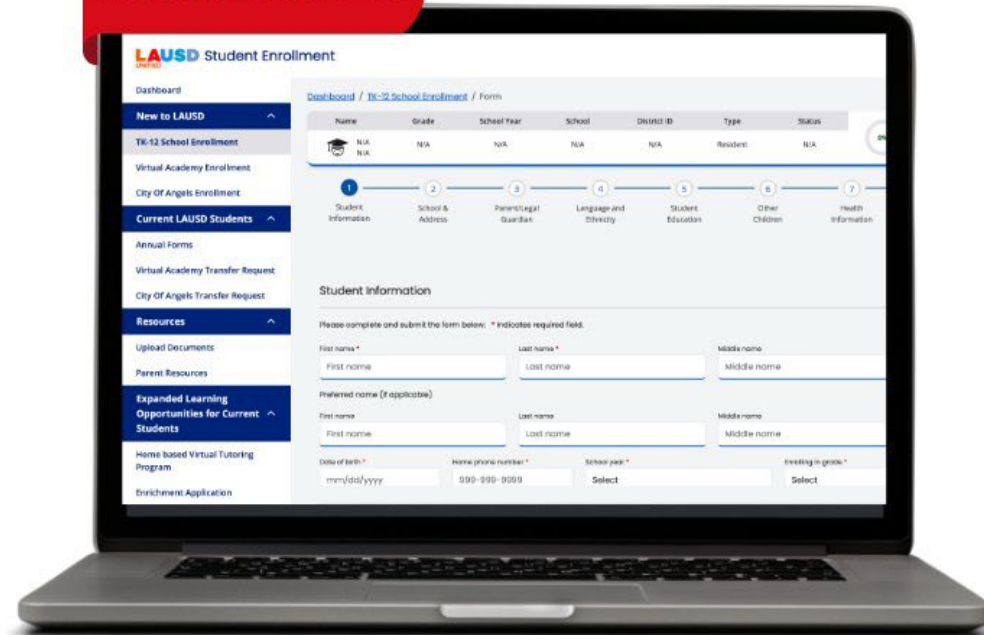 LAUSD Student Enrollment
UNIFIED
Dashboard
New to LAUSD
TK-12 School Enrollment
Virtual Academy Enrollment
City Of Angels Enrollment
Current LAUSD Students
Annual Forms
Virtual Academy Transfer Request
City Of Angels Transfer Request
Resources
Upload Documents
Parent Resources
Expanded Learning
Opportunities for Current
Students
Home based Virtual Tutoring
Program
Enrichment Application
Dashboard / TK-12 School Enrollment / Form
Name Grade School Year School District ID Type Status
N/A N/A N/A N/A N/A Resident N/A
N/A
1 2 3 4 5 6 7
Student Information
School & Address
Parent/Legal Guardian
Language and Ethnicity
Student Education
Other Children
Health Information
Student Information
Please complete and submit the form below: * Indicates required field.
First name * Last name * Middle name
First name Last name Middle name
Preferred name (if applicable)
First name Last name Middle name
First name Last name Middle name
Date of birth * Home phone number * School year * Enrolling in grade *
mm/dd/yyyy 999-999-9999 Select Select